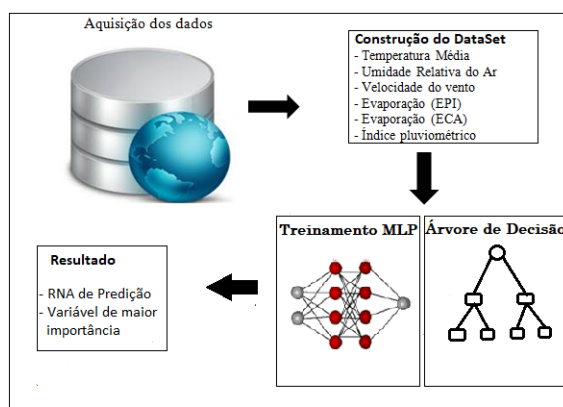 Aquisição dos dados
Construção do DataSet
- Temperatura Média
- Umidade Relativa do Ar
- Velocidade do vento
- Evaporação (EPI)
- Evaporação (ECA)
- Índice pluviométrico
Treinamento MLP
Árvore de Decisão
Resultado
- RNA de Predição
- Variável de maior
importância